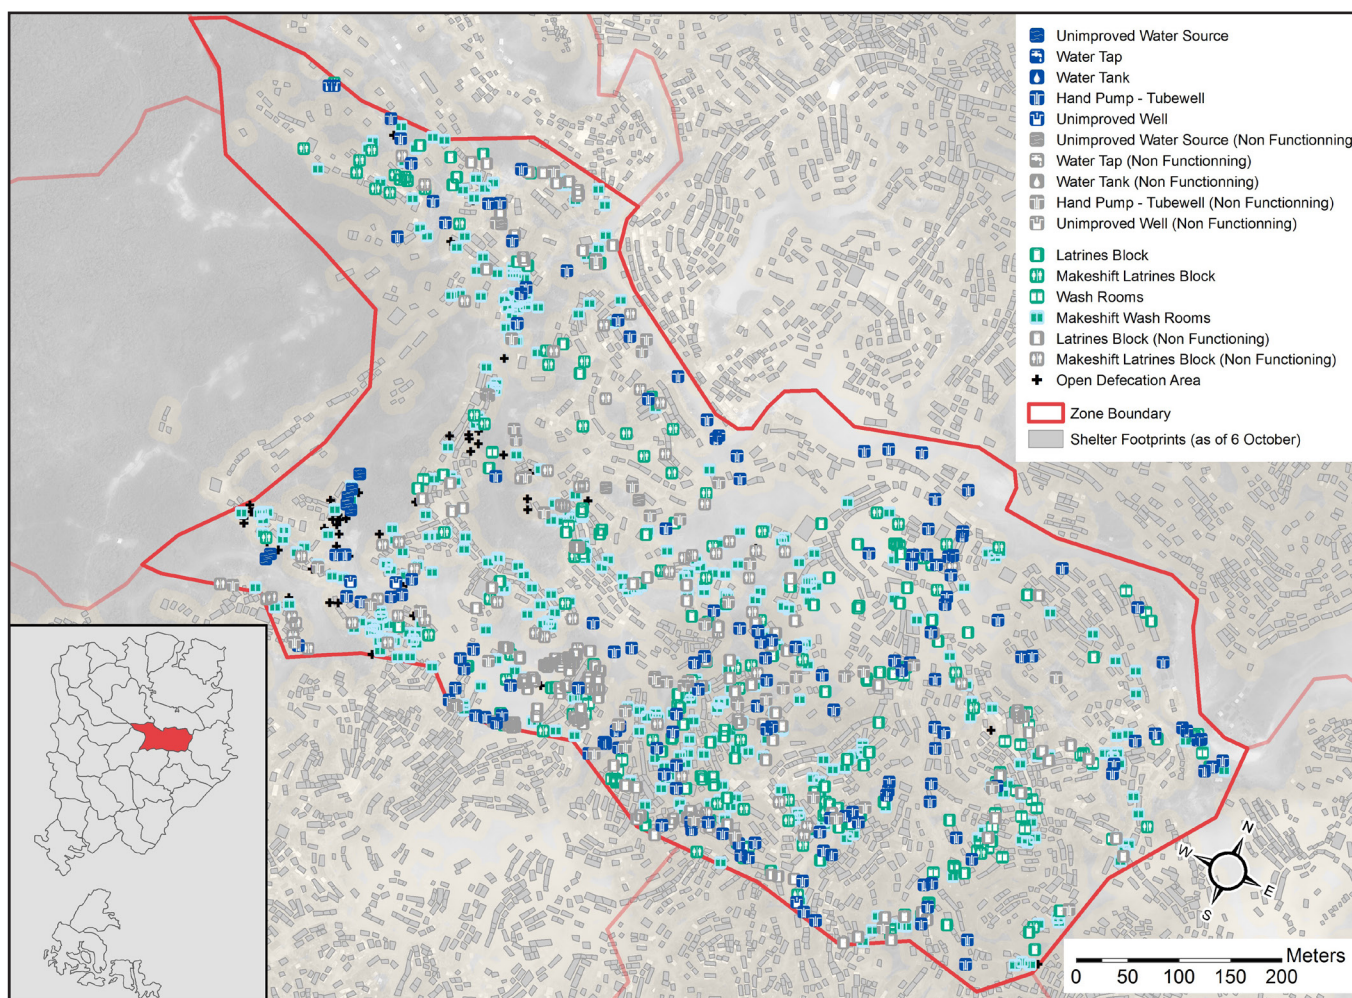 Unimproved Water Source
Water Tap
Water Tank
Hand Pump - Tubewell
Unimproved Well
Unimproved Water Source (Non Functionning)
Water Tap (Non Functionning)
Water Tank (Non Functionning)
Hand Pump - Tubewell (Non Functionning)
Unimproved Well (Non Functionning)
Latrines Block
Makeshift Latrines Block
Wash Rooms
Makeshift Wash Rooms
Latrines Block (Non Functioning)
Makeshift Latrines Block (Non Functioning)
Open Defecation Area
Zone Boundary
Shelter Footprints (as of 6 October)
N
W
E
S
Meters
0 50 100 150 200